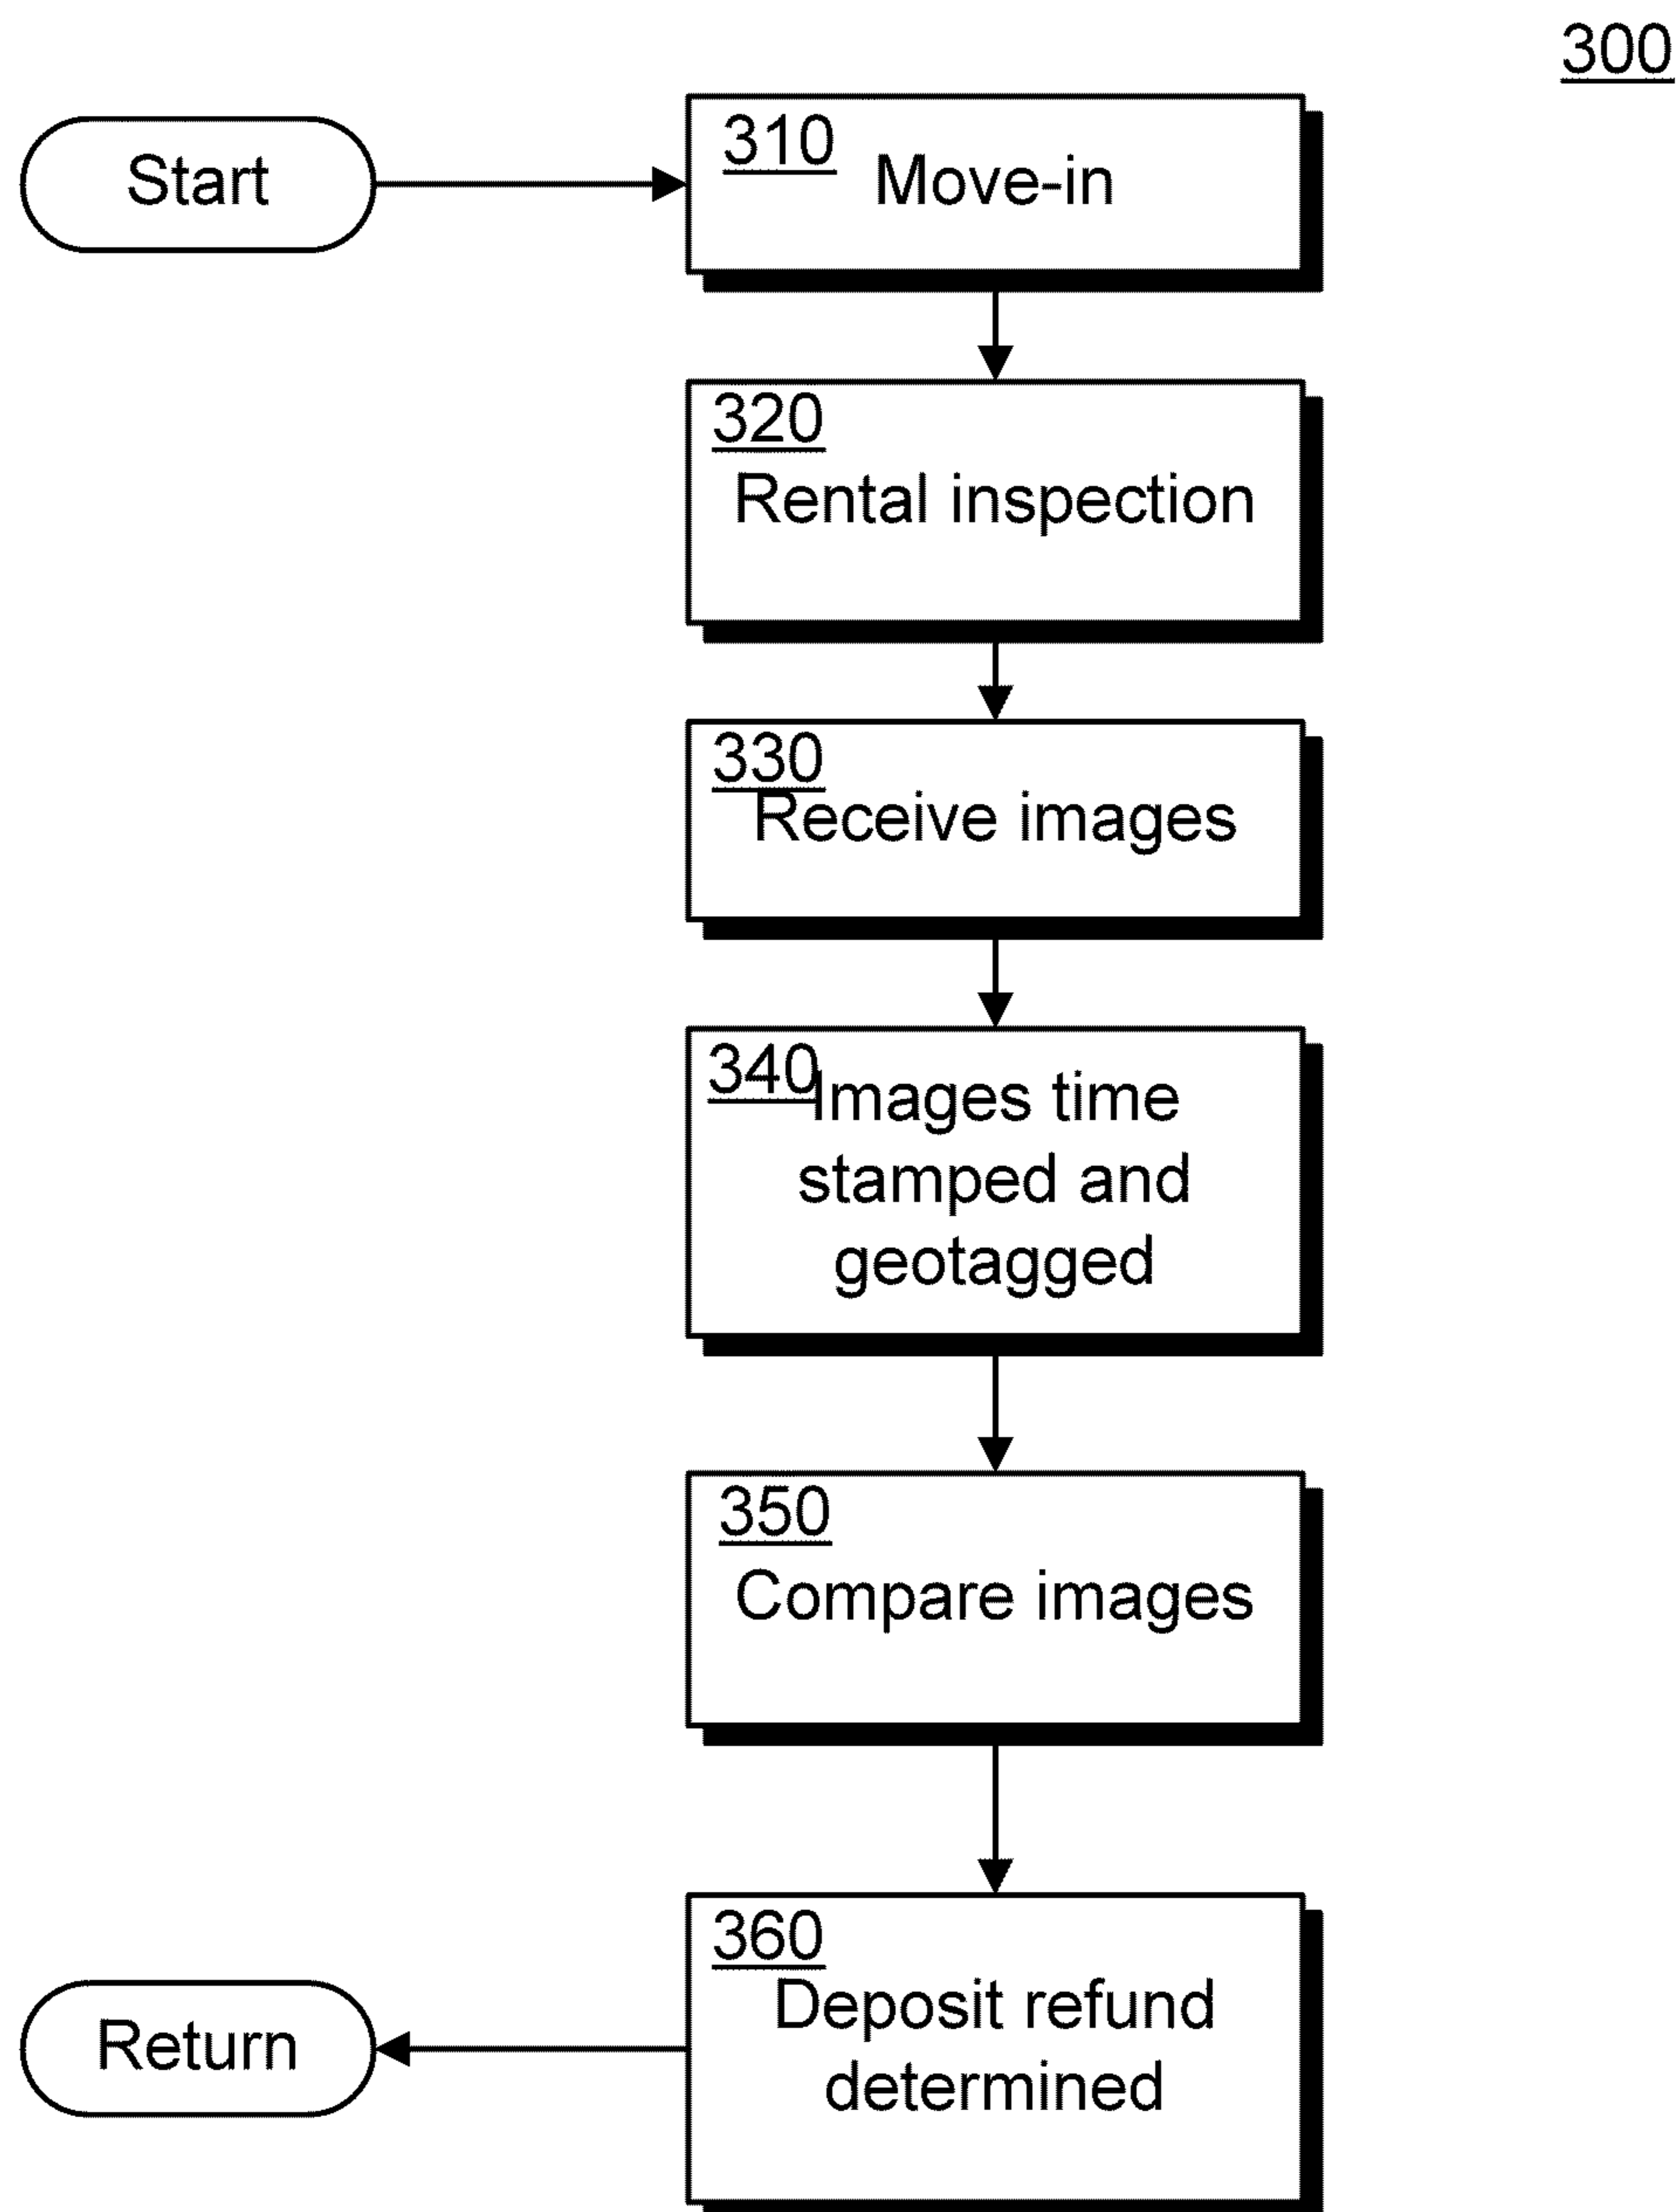 300
Start
310
Move-in
320
Rental inspection
330
Receive images
340
Images time
stamped and
geotagged
350
Compare images
360
Deposit refund
determined
Return